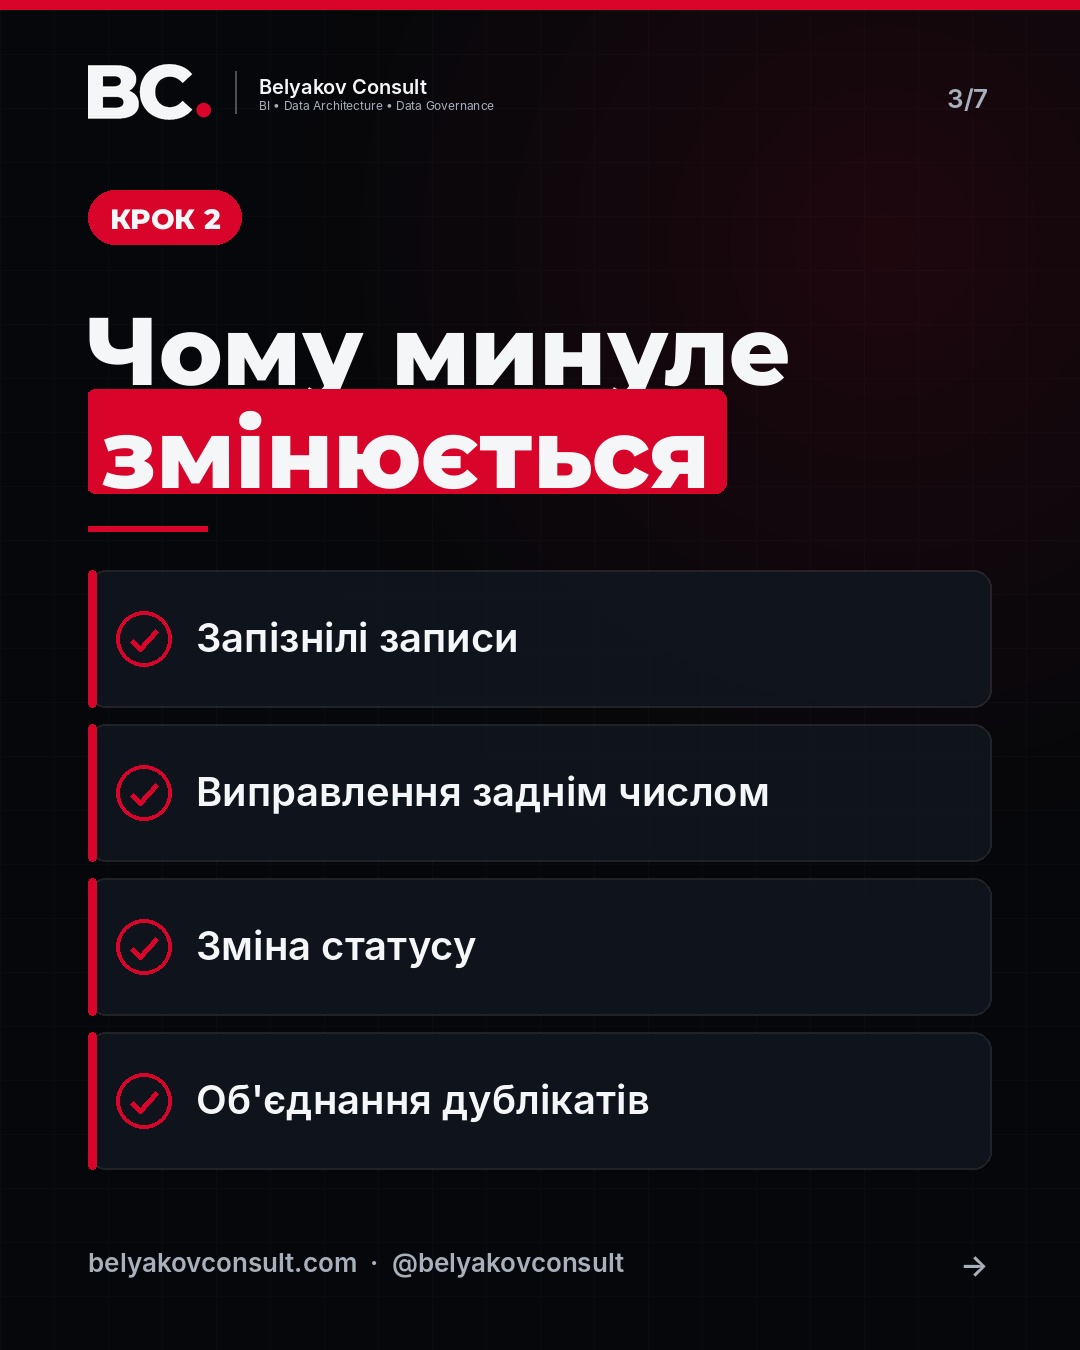 BC.
Belyakov Consult
BI • Data Architecture • Data Governance
3/7
КРОК 2
Чому минуле
змінюється
Запізнілі записи
Виправлення заднім числом
Зміна статусу
Об'єднання дублікатів
belyakovconsult.com · @belyakovconsult →